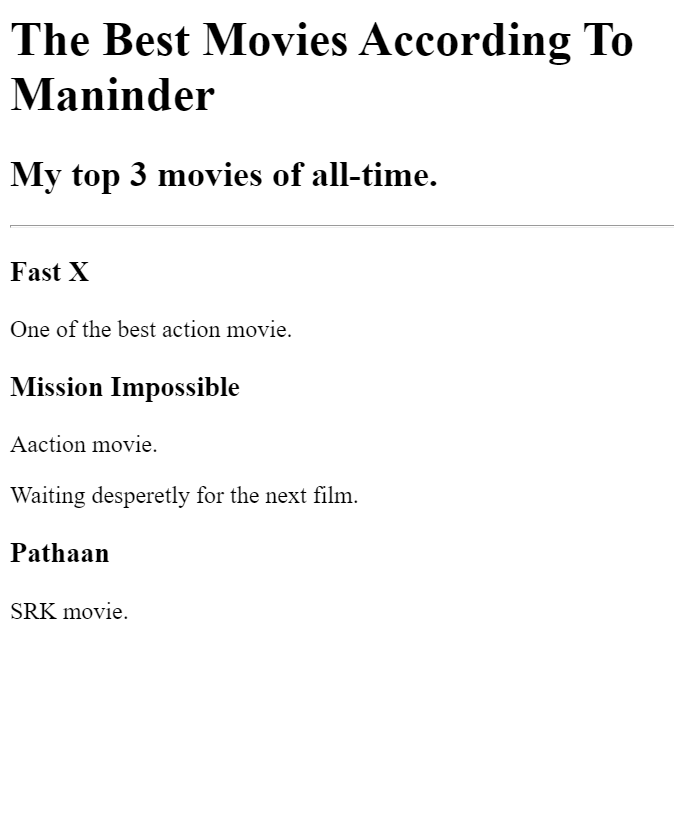 The Best Movies According To
Maninder
My top 3 movies of all-time.
Fast X
One of the best action movie.
Mission Impossible
Aaction movie.
Waiting desperetly for the next film.
Pathaan
SRK movie.